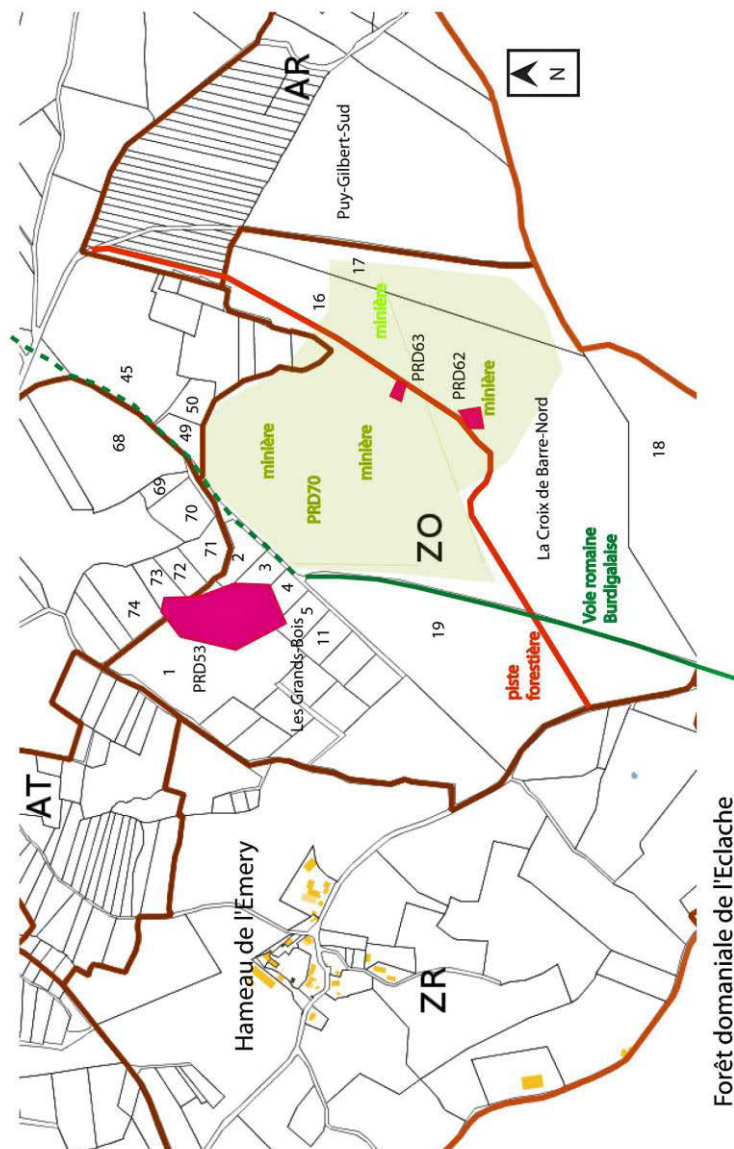 AT
AR
N
Puy-Gilbert-Sud
45
68
50
49
69
70
71
72
73
74
2
3
4
5
11
1
PRD53
Les Grands-Bois
16
17
minière
minière
minière
minière
PRD63
PRD62
PRD70
ZO
La Croix de Barre-Nord
18
19
Voie romaine
Burdigalaise
piste
forestière
Hameau de l'Emery
ZR
Forêt domaniale de l'Eclache